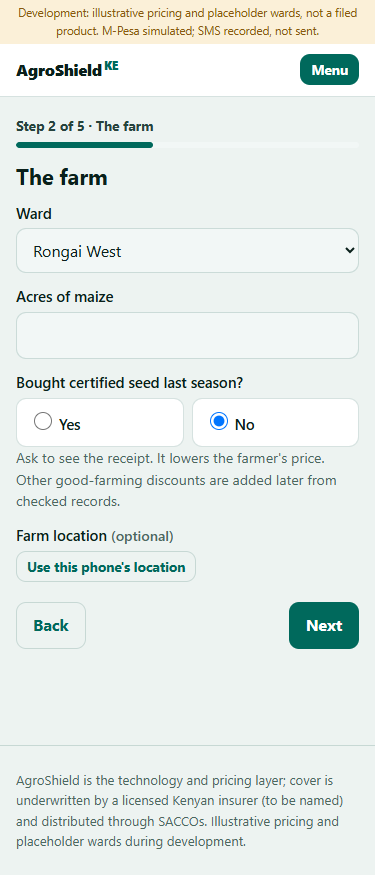 Development: illustrative pricing and placeholder wards, not a filed
product. M-Pesa simulated; SMS recorded, not sent.
AgroShield KE
Menu
Step 2 of 5 · The farm
The farm
Ward
Rongai West
Acres of maize
Bought certified seed last season?
Yes
No
Ask to see the receipt. It lowers the farmer's price.
Other good-farming discounts are added later from
checked records.
Farm location (optional)
Use this phone's location
Back
Next
AgroShield is the technology and pricing layer; cover is
underwritten by a licensed Kenyan insurer (to be named)
and distributed through SACCOs. Illustrative pricing and
placeholder wards during development.